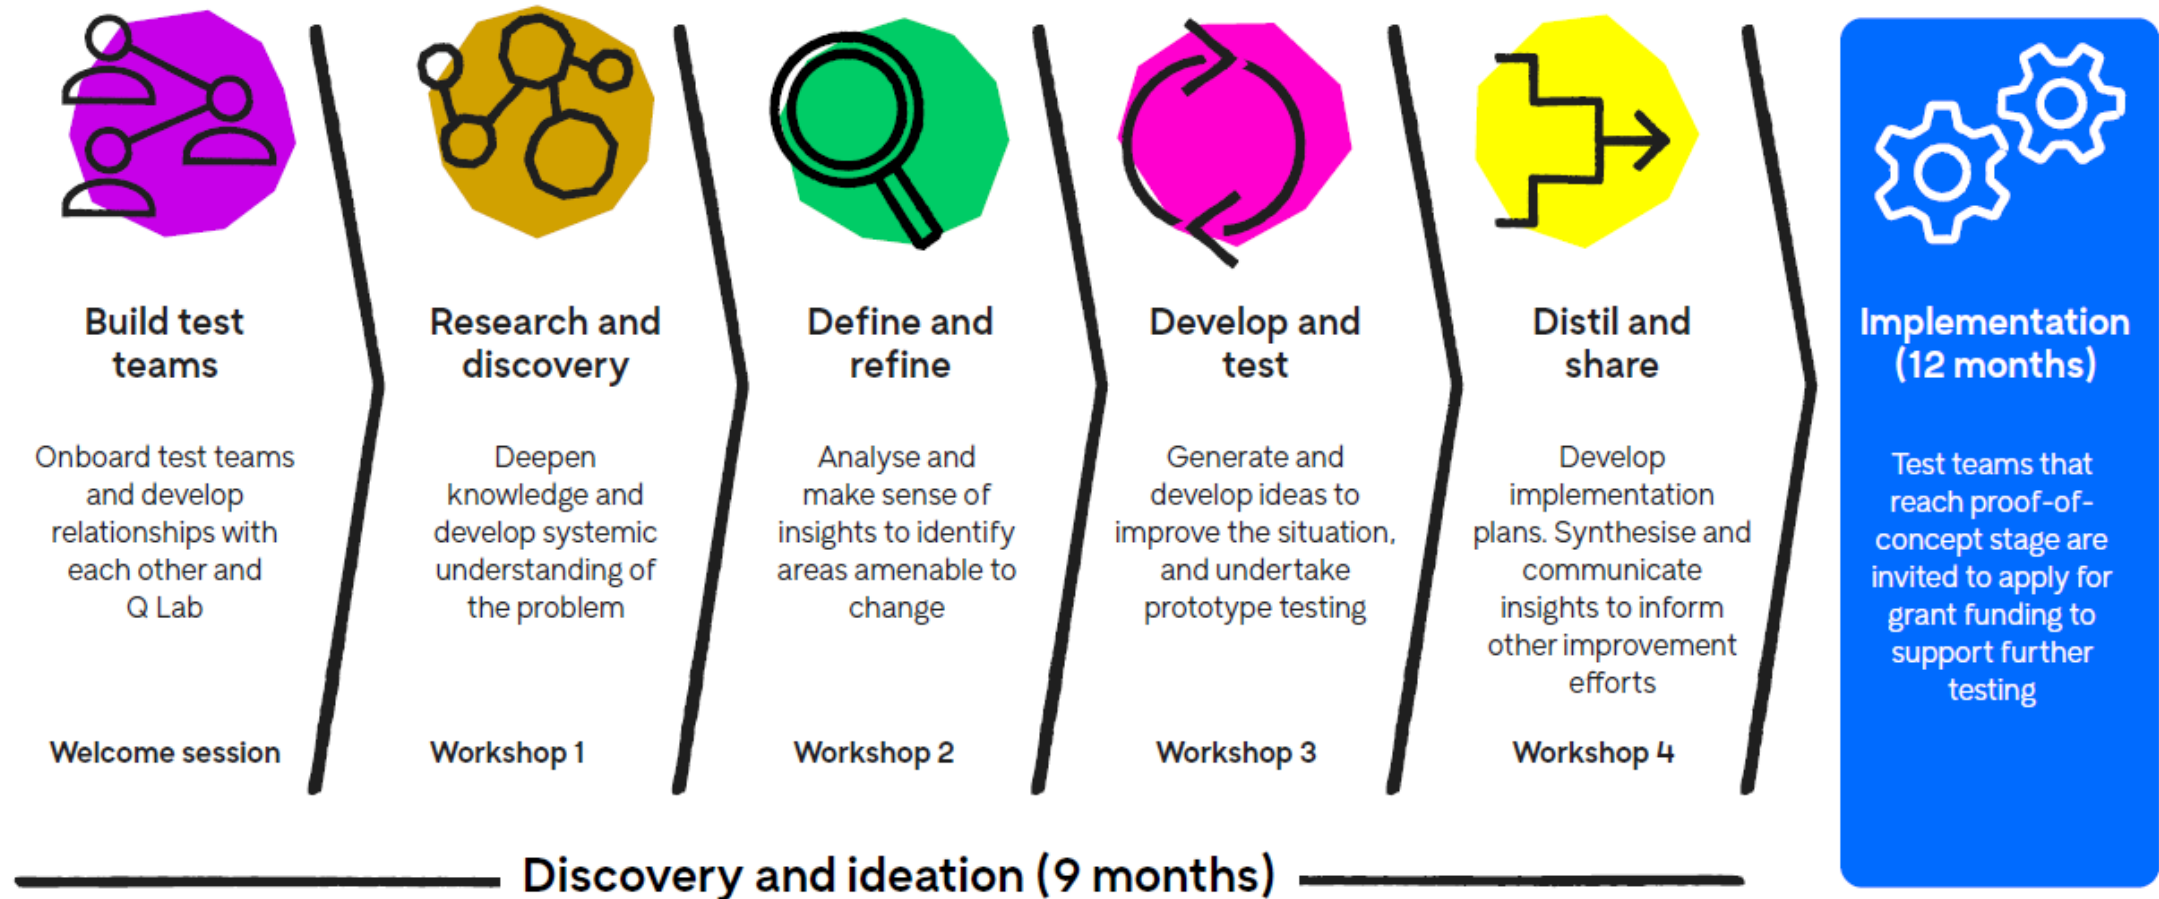 Build test
teams
Onboard test teams
and develop
relationships with
each other and
Q Lab
Welcome session
Research and
discovery
Deepen
knowledge and
develop systemic
understanding of
the problem
Workshop 1
Define and
refine
Analyse and
make sense of
insights to identify
areas amenable to
change
Workshop 2
Develop and
test
Generate and
develop ideas to
improve the situation,
and undertake
prototype testing
Workshop 3
Distil and
share
Develop
implementation
plans. Synthesise and
communicate
insights to inform
other improvement
efforts
Workshop 4
Implementation
(12 months)
Test teams that
reach proof-of-
concept stage are
invited to apply for
grant funding to
support further
testing
Discovery and ideation (9 months)